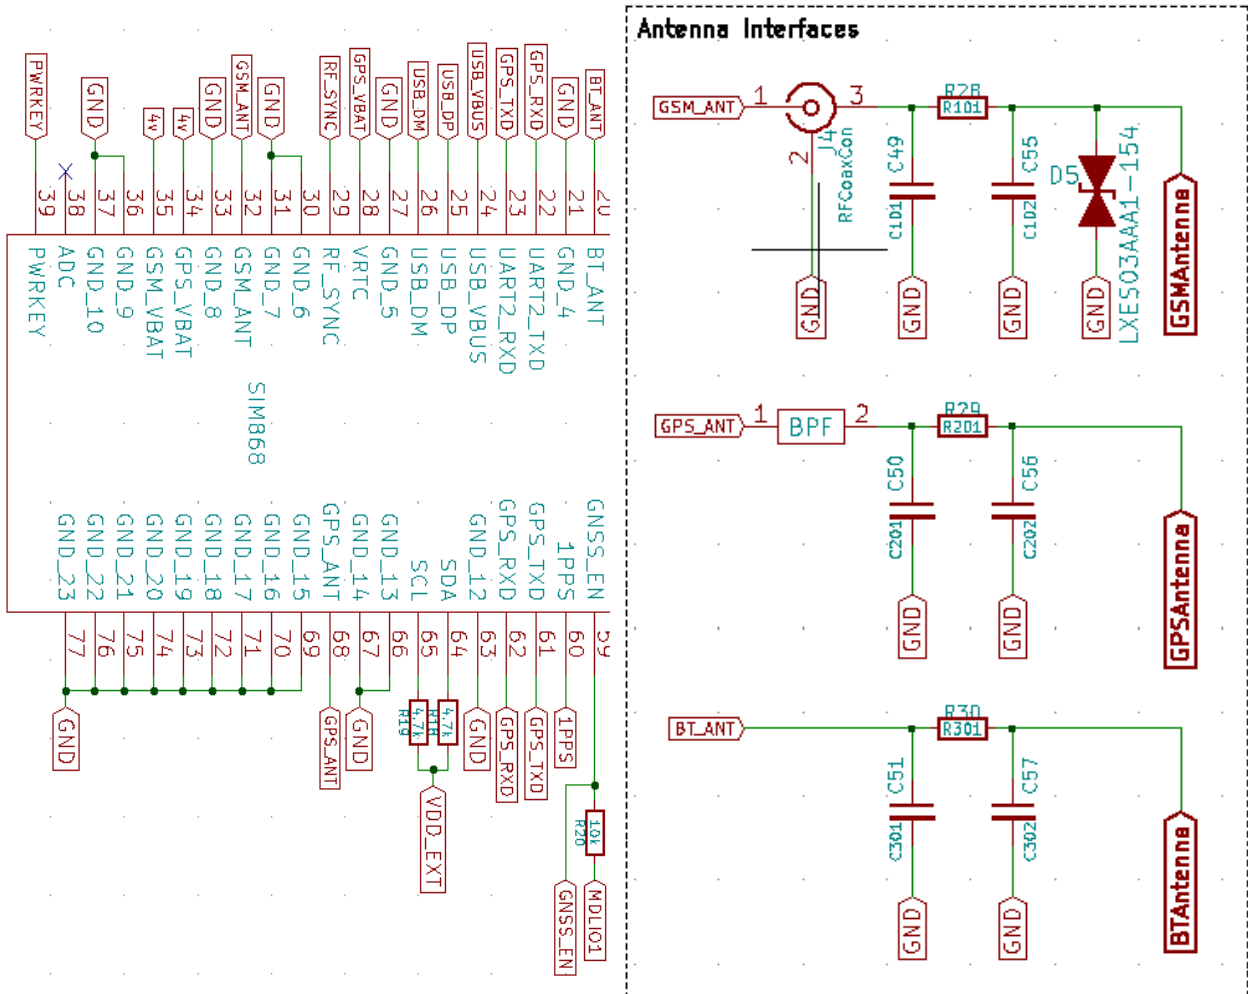 Antenna Interfaces
PWRKEY
GND
4v
4v
GND
GSM_ANT
GND
RF_SYNC
GPS_VBAT
GND
USB_DM
USB_DP
USB_VBUS
GPS_TXD
GPS_RXD
GND
BT_ANT
39
38
37
36
35
34
33
32
31
30
29
28
27
26
25
24
23
22
21
20
PWRKEY
ADC
GND_10
GND_9
GSM_VBAT
GPS_VBAT
GND_8
GSM_ANT
GND_7
GND_6
RF_SYNC
VRTC
GND_5
USB_DM
USB_DP
USB_VBUS
UART2_RXD
UART2_TXD
GND_4
BT_ANT
SIM868
GND_23
GND_22
GND_21
GND_20
GND_19
GND_18
GND_17
GND_16
GND_15
GPS_ANT
GND_14
GND_13
SCL
SDA
GND_12
GPS_RXD
GPS_TXD
1PPS
GNSS_EN
77
76
75
74
73
72
71
70
69
68
67
66
65
64
63
62
61
60
59
GND
GPS_ANT
GND
R19
4.7k
R18
4.7k
GND
GPS_RXD
GPS_TXD
1PPS
VDD_EXT
R20
10k
GNSS_EN
MDLIO1
GSM_ANT
1
3
2
J4
RFCoaxCon
GND
C49
C101
GND
R28
R101
C55
C102
GND
D5
LXES03AAA1-154
GND
GSMAntenna
GPS_ANT
1
BPF
2
C50
C201
GND
R29
R201
C56
C202
GND
GPSAntenna
BT_ANT
C51
C301
GND
R30
R301
C57
C302
GND
BTAntenna